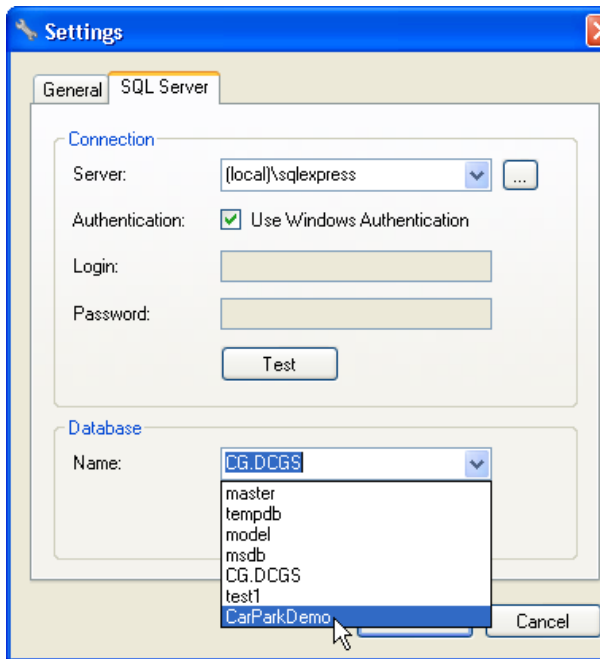 Settings
General SQL Server
Connection
Server: (local)\sqlexpress ...
Authentication: Use Windows Authentication
Login:
Password:
Test
Database
Name: CG.DCGS
master
tempdb
model
msdb
CG.DCGS
test1
CarParkDemo
Cancel